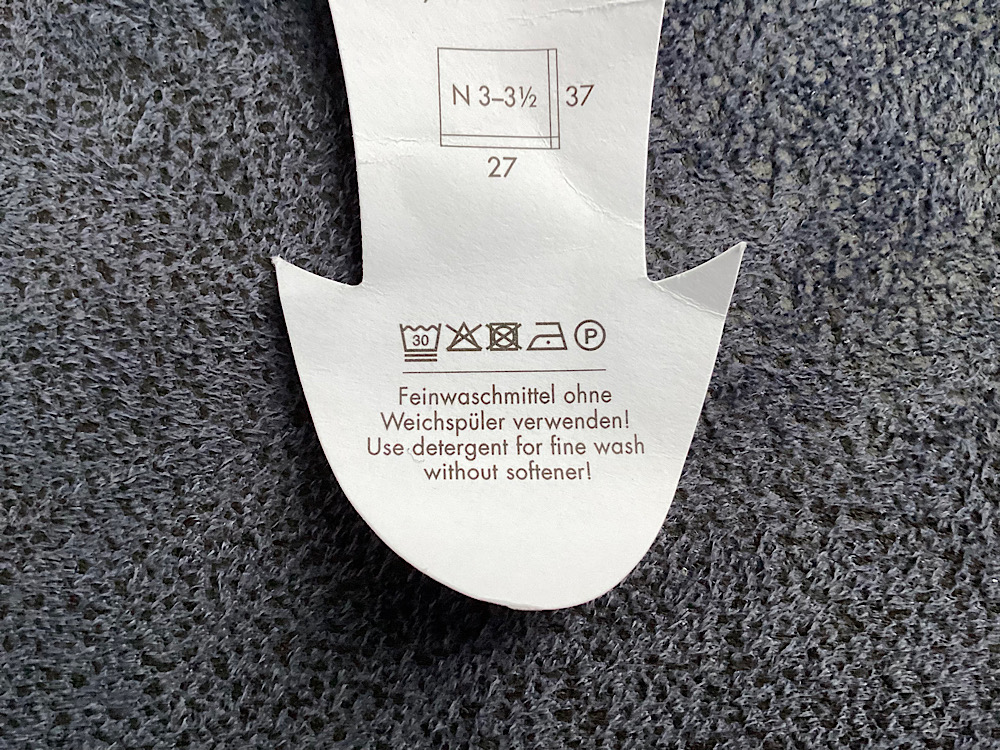 N 3–3½ 37
27
30 P
Feinwaschmittel ohne
Weichspüler verwenden!
Use detergent for fine wash
without softener!